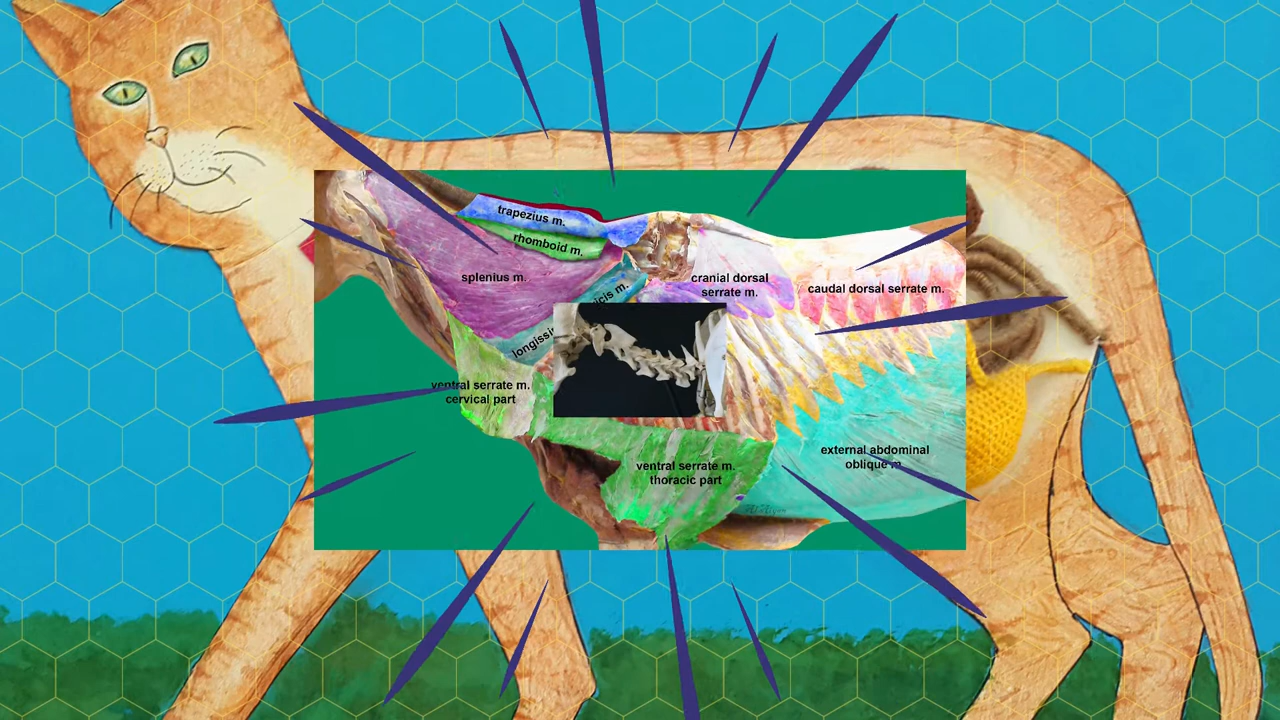 trapezius m.
rhomboid m.
splenius m.
cranial dorsal
serrate m.
caudal dorsal serrate m.
ventral serrate m.
cervical part
external abdominal
oblique m
ventral serrate m.
thoracic part